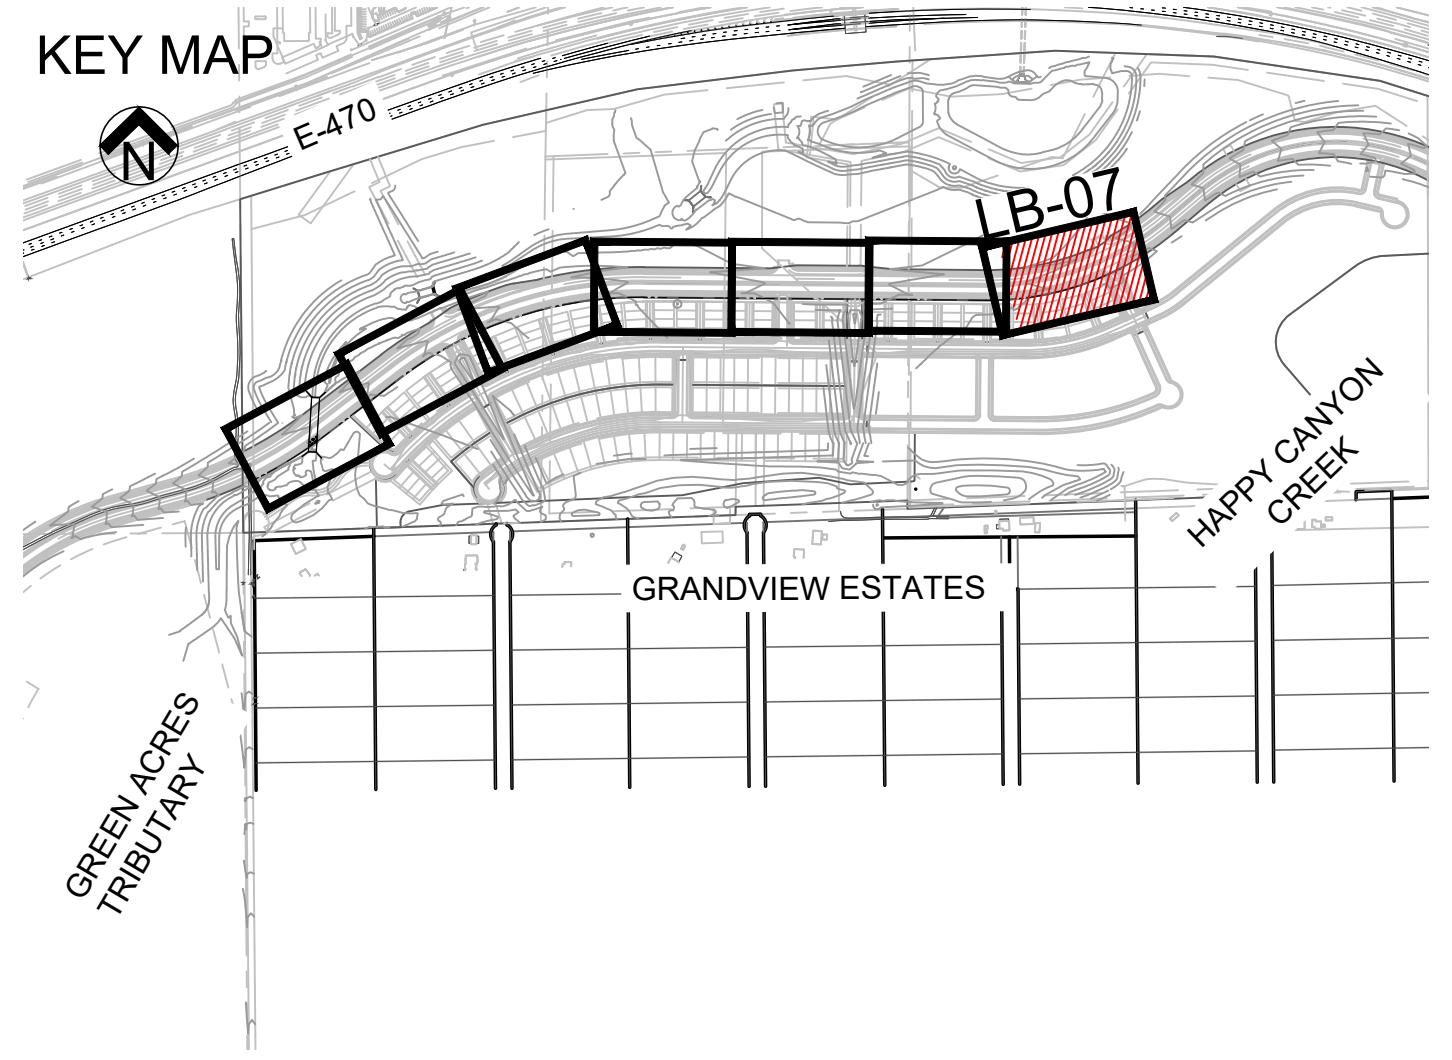 KEY MAP
N
E-470
LB-07
HAPPY CANYON
CREEK
GRANDVIEW ESTATES
GREEN ACRES
TRIBUTARY